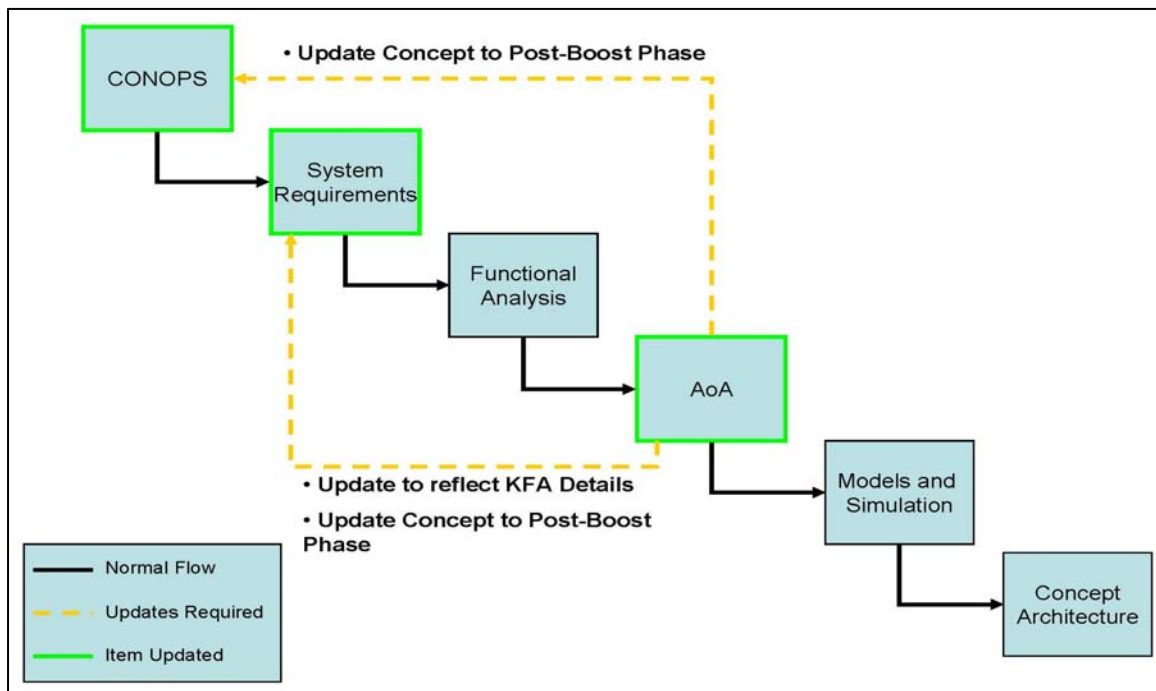 • Update Concept to Post-Boost Phase
CONOPS
System
Requirements
Functional
Analysis
AoA
• Update to reflect KFA Details
• Update Concept to Post-Boost
Phase
Models and
Simulation
Concept
Architecture
Normal Flow
Updates Required
Item Updated